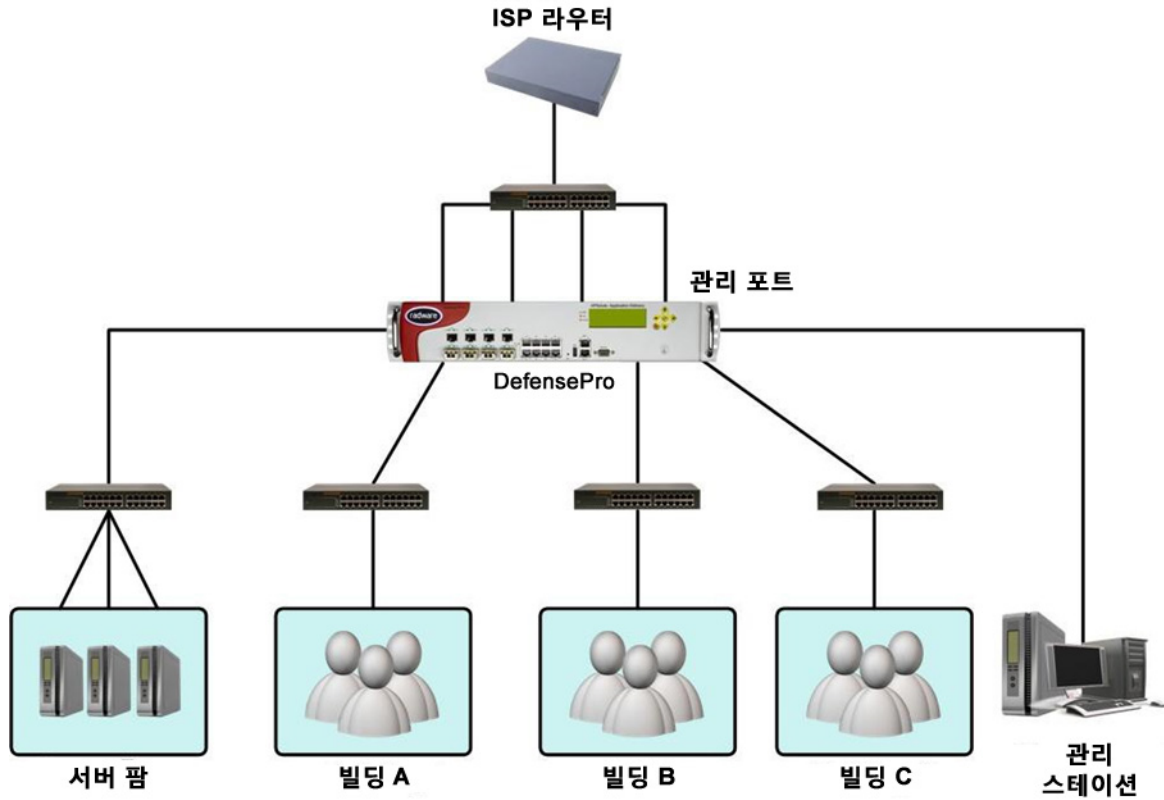 ISP 라우터
관리 포트
radware
DefensePro
서버 팜
빌딩 A
빌딩 B
빌딩 C
관리
스테이션